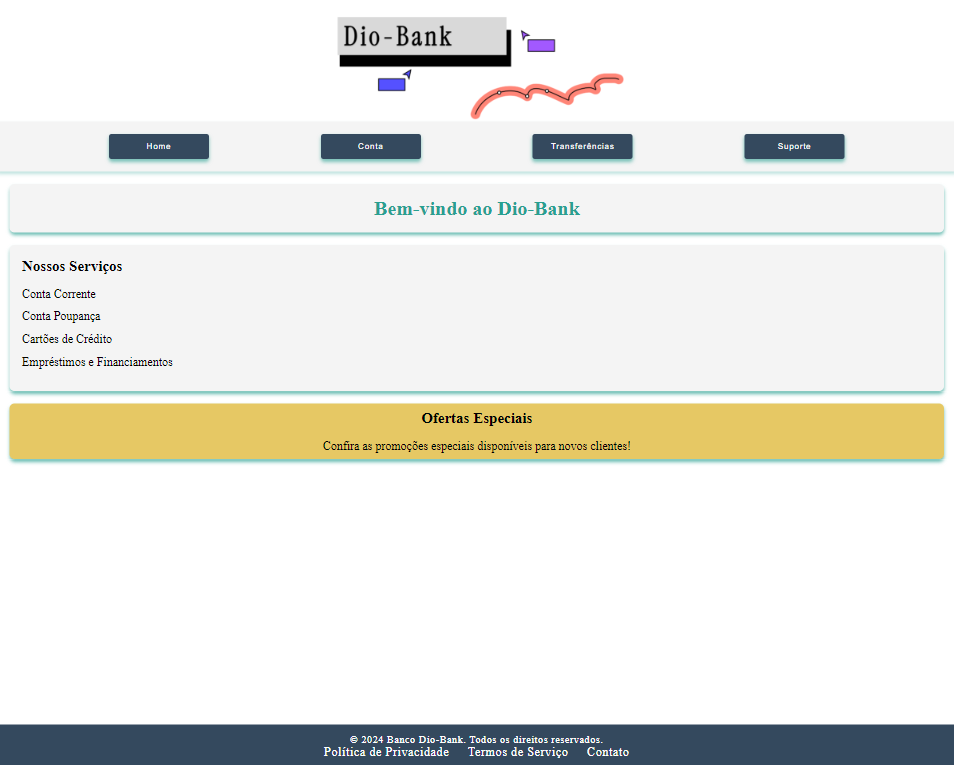 Dio-Bank
Home Conta Transferências Suporte
Bem-vindo ao Dio-Bank
Nossos Serviços
Conta Corrente
Conta Poupança
Cartões de Crédito
Empréstimos e Financiamentos
Ofertas Especiais
Confira as promoções especiais disponíveis para novos clientes!
© 2024 Banco Dio-Bank. Todos os direitos reservados.
Política de Privacidade Termos de Serviço Contato